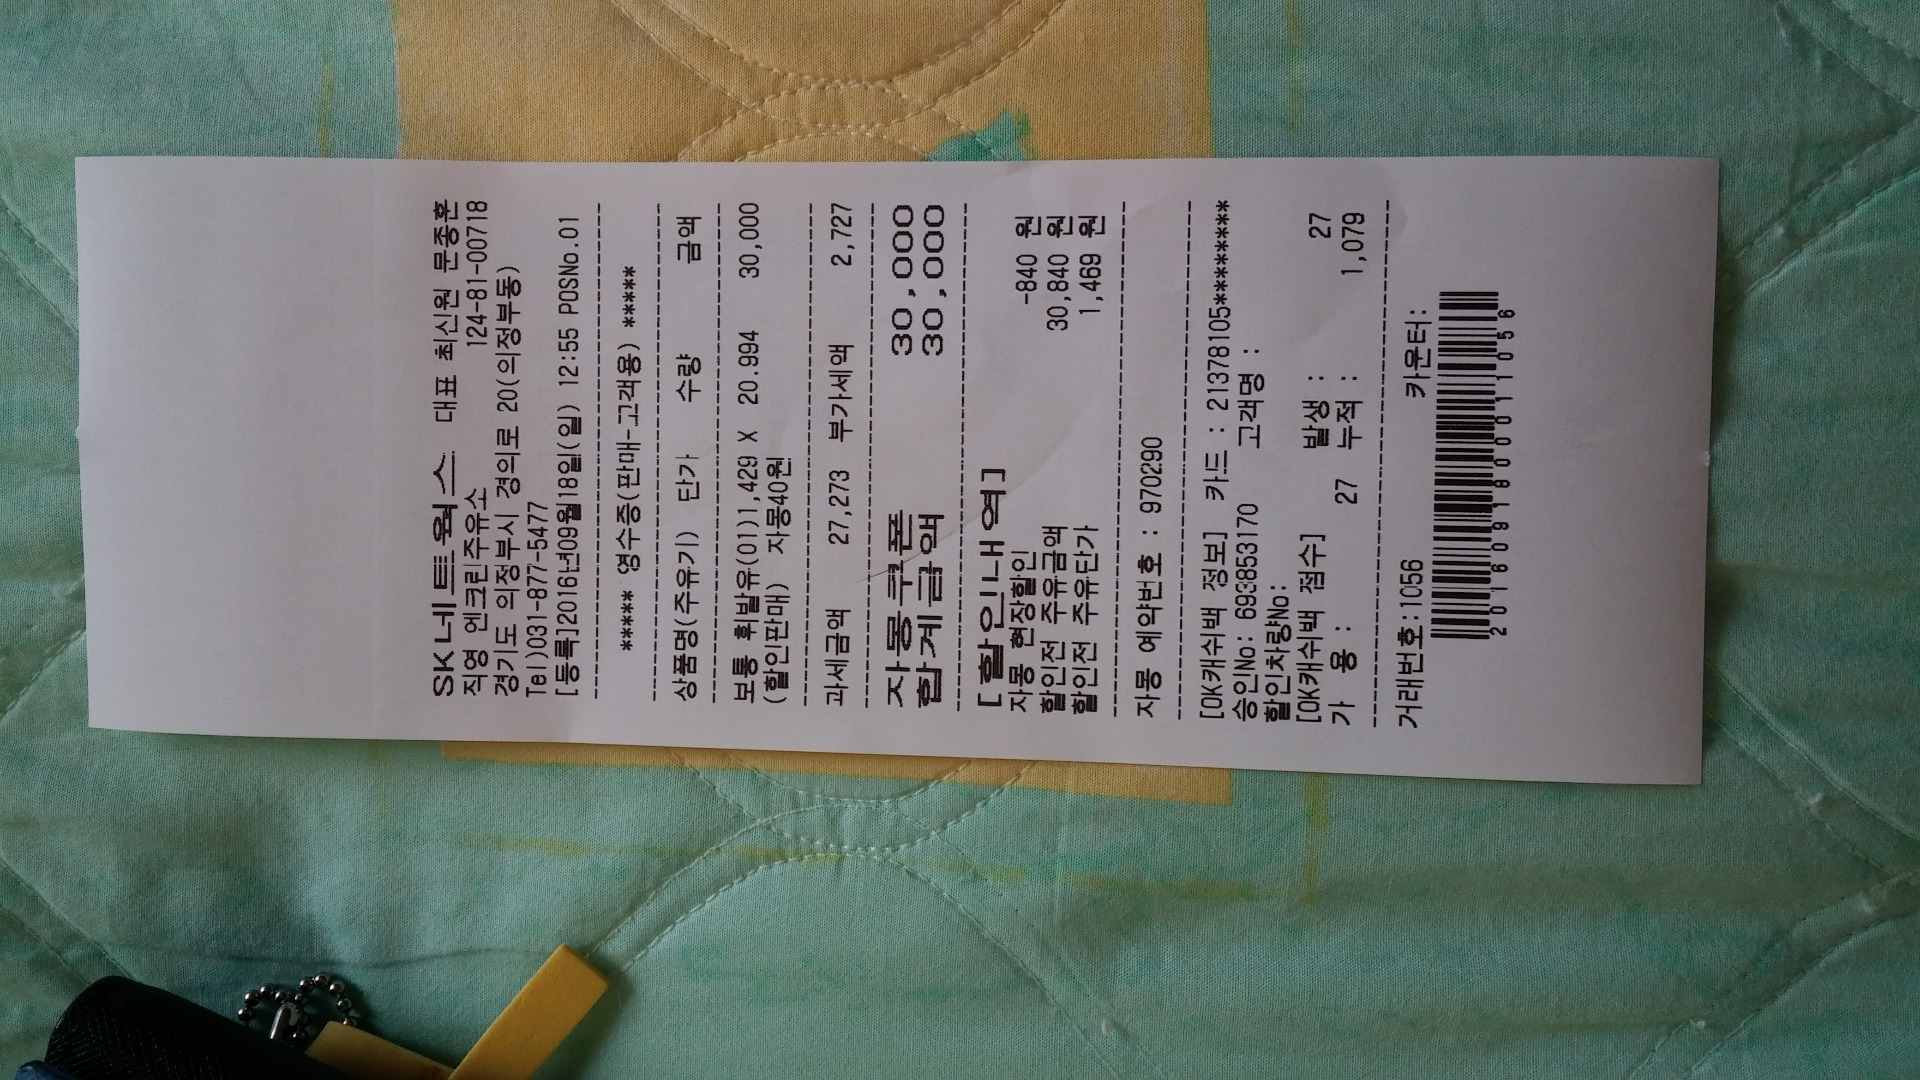 SK네트웍스 대표 최신원 문종훈
직영 엔크린주유소 124-81-00718
경기도 의정부시 경의로 20(의정부동)
Tel)031-877-5477
[등록]2016년09월18일(일) 12:55 POSNo.01
***** 영수증(판매-고객용) *****
상품명(주유기) 단가 수량 금액
보통 휘발유(01)1,429 X 20.994 30,000
(할인판매) 자몽40원
과세금액 27,273 부가세액 2,727
자몽쿠폰 30,000
합계금액 30,000
[할인내역]
자몽 현장할인 -840 원
할인전 주유금액 30,840 원
할인전 주유단가 1,469 원
자몽 예약번호 : 970290
[OK캐쉬백 정보] 카드 : 21378105**********
승인No: 693853170 고객명 :
할인차량No:
[OK캐쉬백 점수] 발생 : 27
가 용 : 27 누적 : 1,079
거래번호:1056 카운터:
20160918000011056